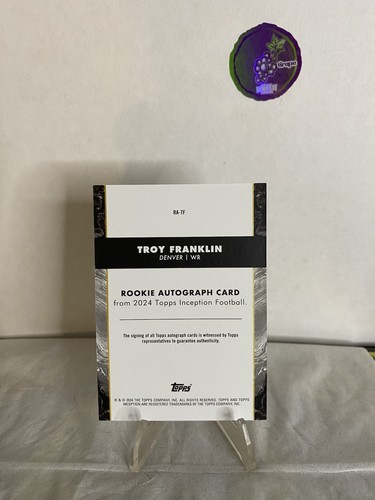 Grape
RA-TF
TROY FRANKLIN
DENVER | WR
ROOKIE AUTOGRAPH CARD
from 2024 Topps Inception Football.
The signing of all Topps autograph cards is witnessed by Topps
representatives to guarantee authenticity.
Topps
® & © 2024 THE TOPPS COMPANY, INC. ALL RIGHTS RESERVED. TOPPS AND TOPPS
INCEPTION ARE REGISTERED TRADEMARKS OF THE TOPPS COMPANY, INC.